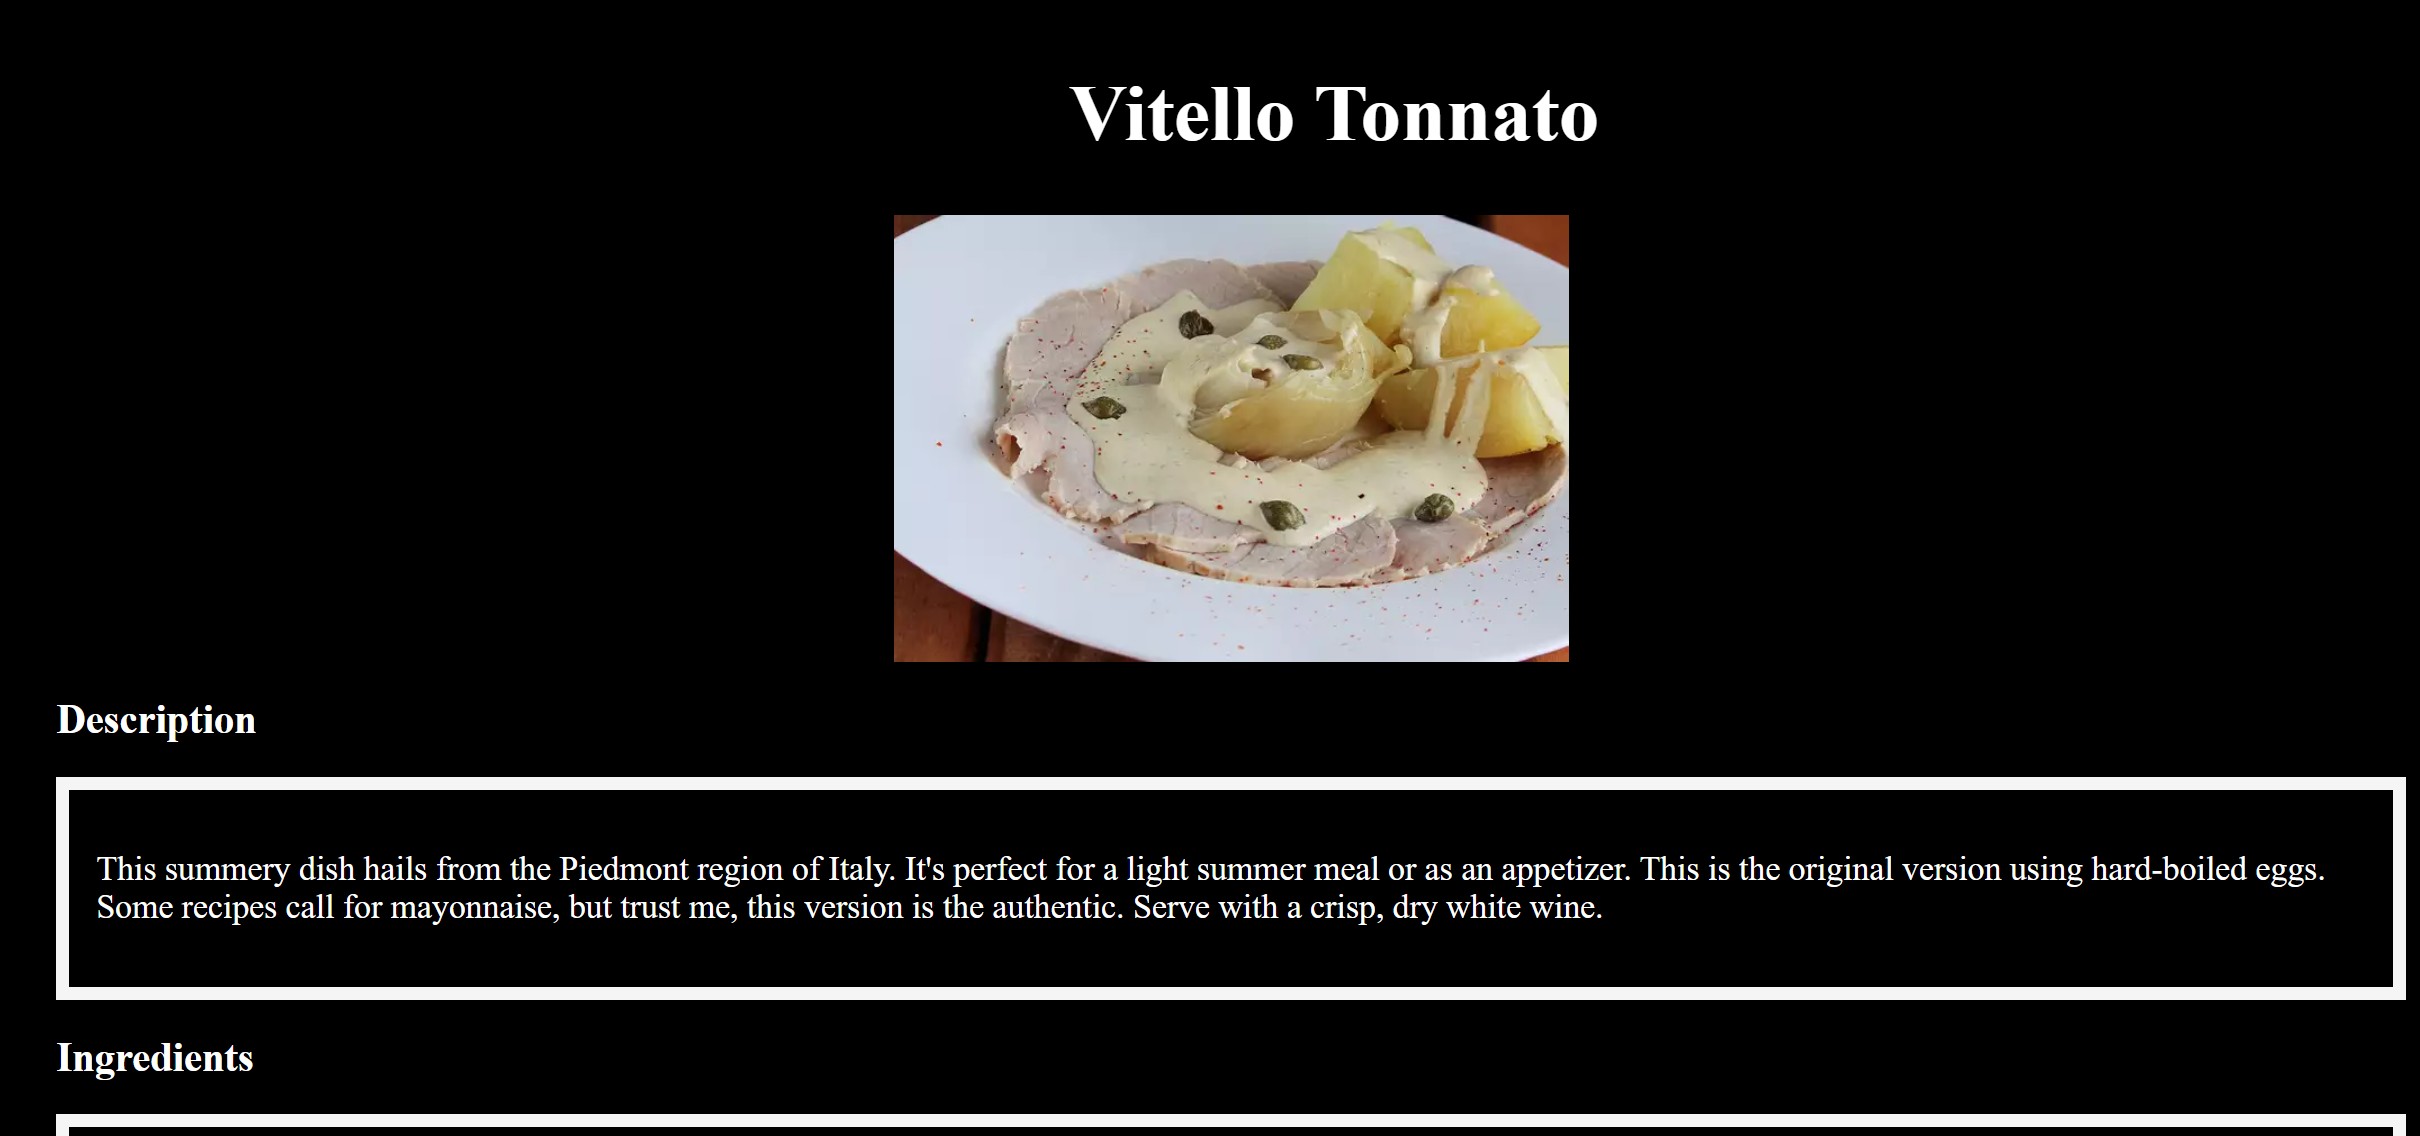 Vitello Tonnato
Description
This summery dish hails from the Piedmont region of Italy. It's perfect for a light summer meal or as an appetizer. This is the original version using hard-boiled eggs.
Some recipes call for mayonnaise, but trust me, this version is the authentic. Serve with a crisp, dry white wine.
Ingredients